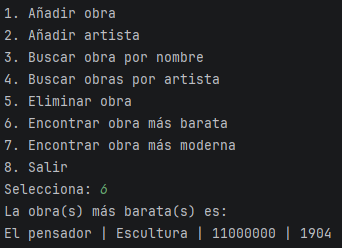 1. Añadir obra
2. Añadir artista
3. Buscar obra por nombre
4. Buscar obras por artista
5. Eliminar obra
6. Encontrar obra más barata
7. Encontrar obra más moderna
8. Salir
Selecciona: 6
La obra(s) más barata(s) es:
El pensador | Escultura | 11000000 | 1904